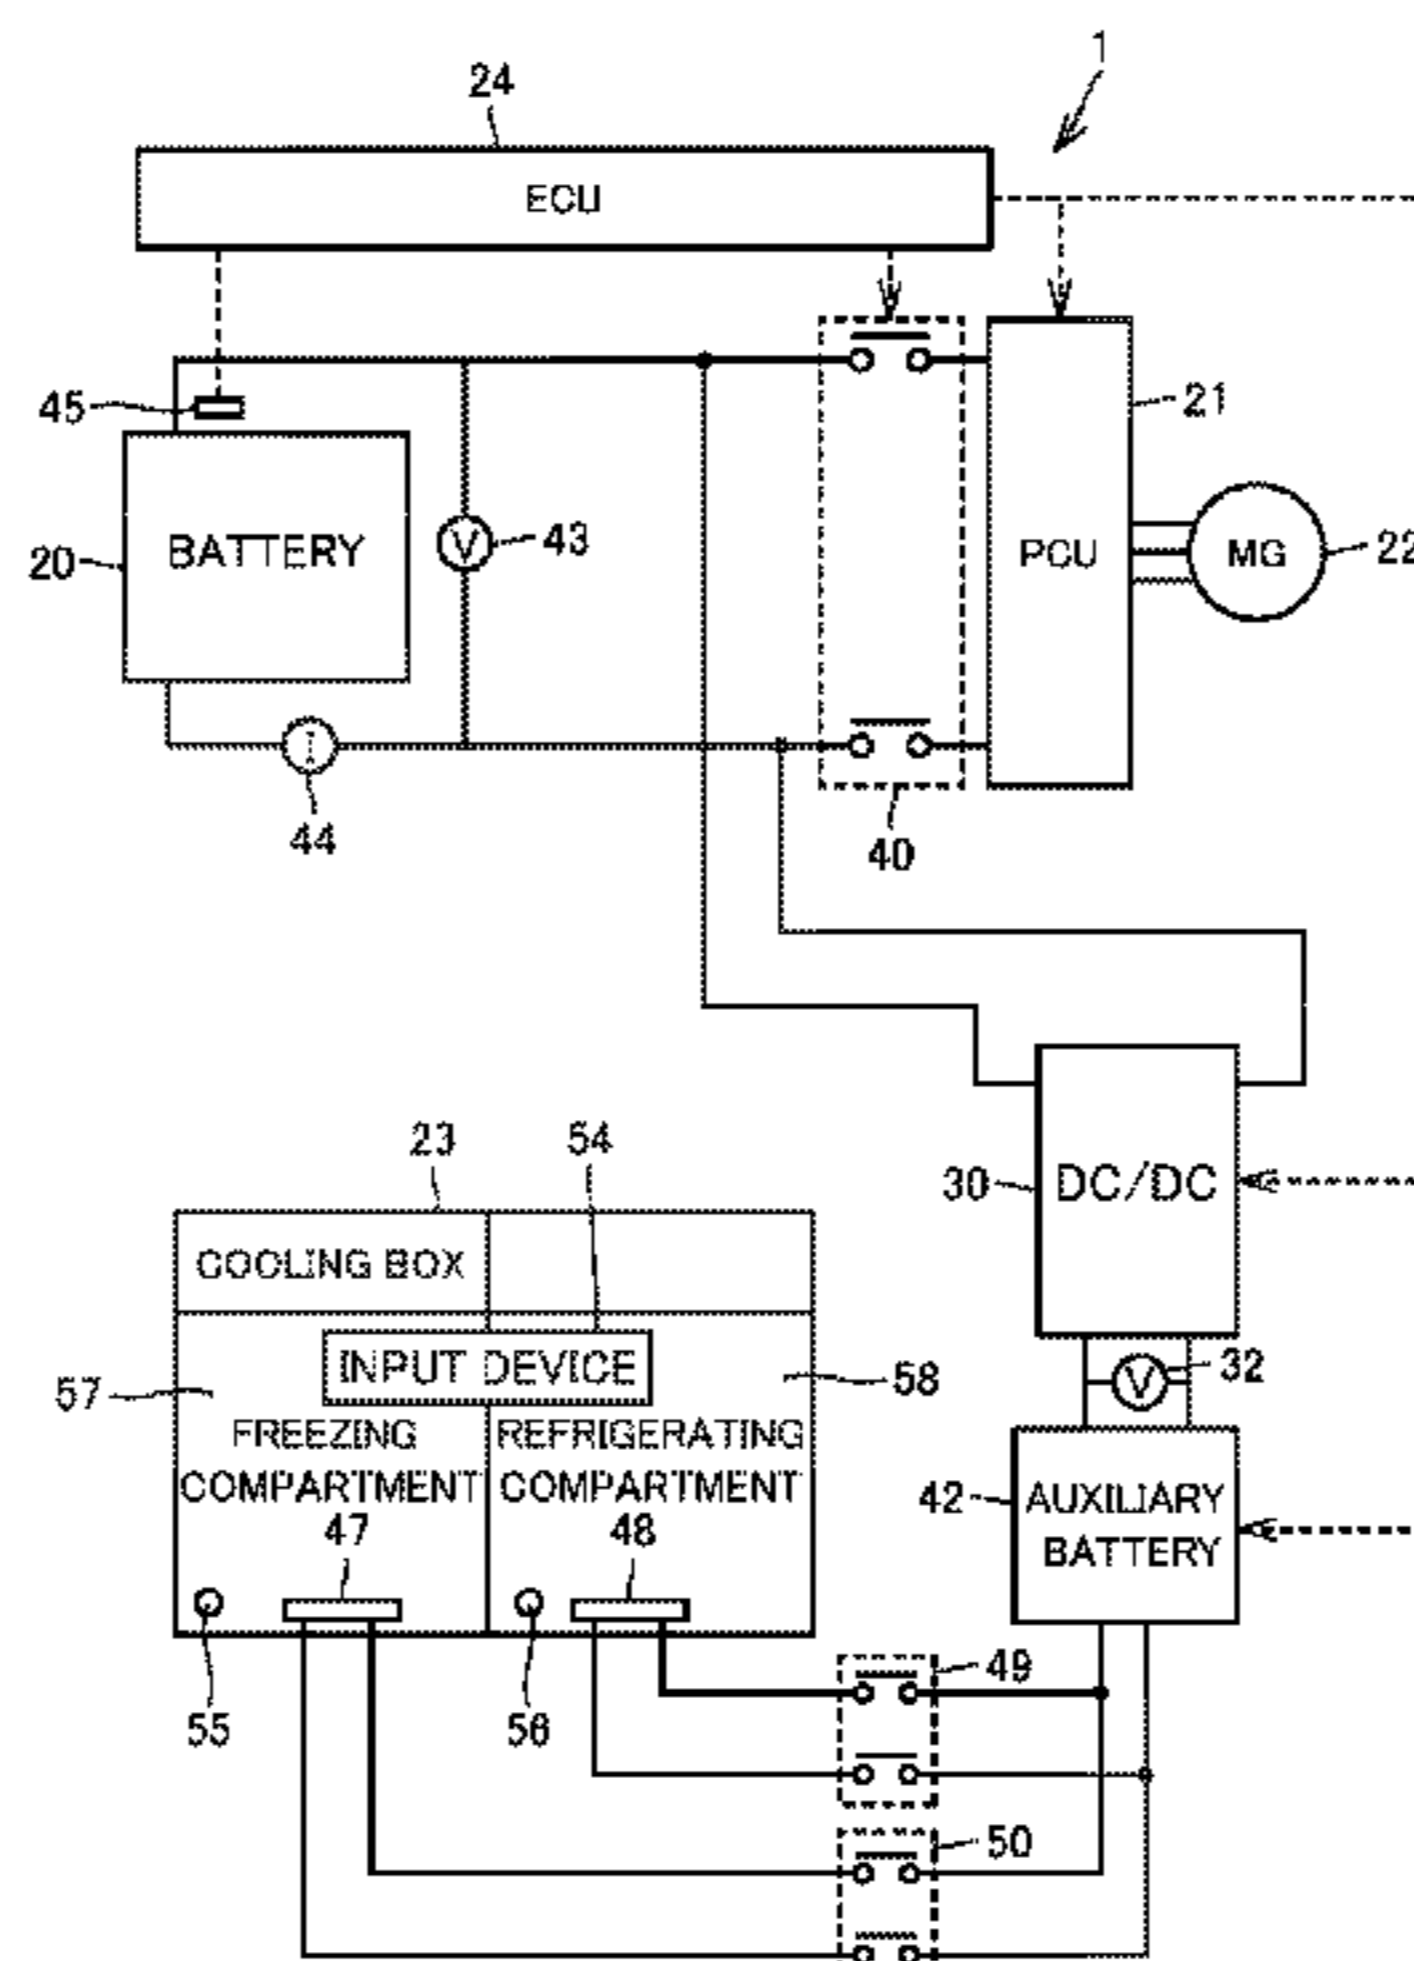 1
24
ECU
45
21
BATTERY
V
43
20
PCU
MG
22
I
44
40
23
54
30
DC/DC
COOLING BOX
INPUT DEVICE
57
58
V
32
FREEZING
COMPARTMENT
REFRIGERATING
COMPARTMENT
42
AUXILIARY
BATTERY
47
48
49
55
56
50